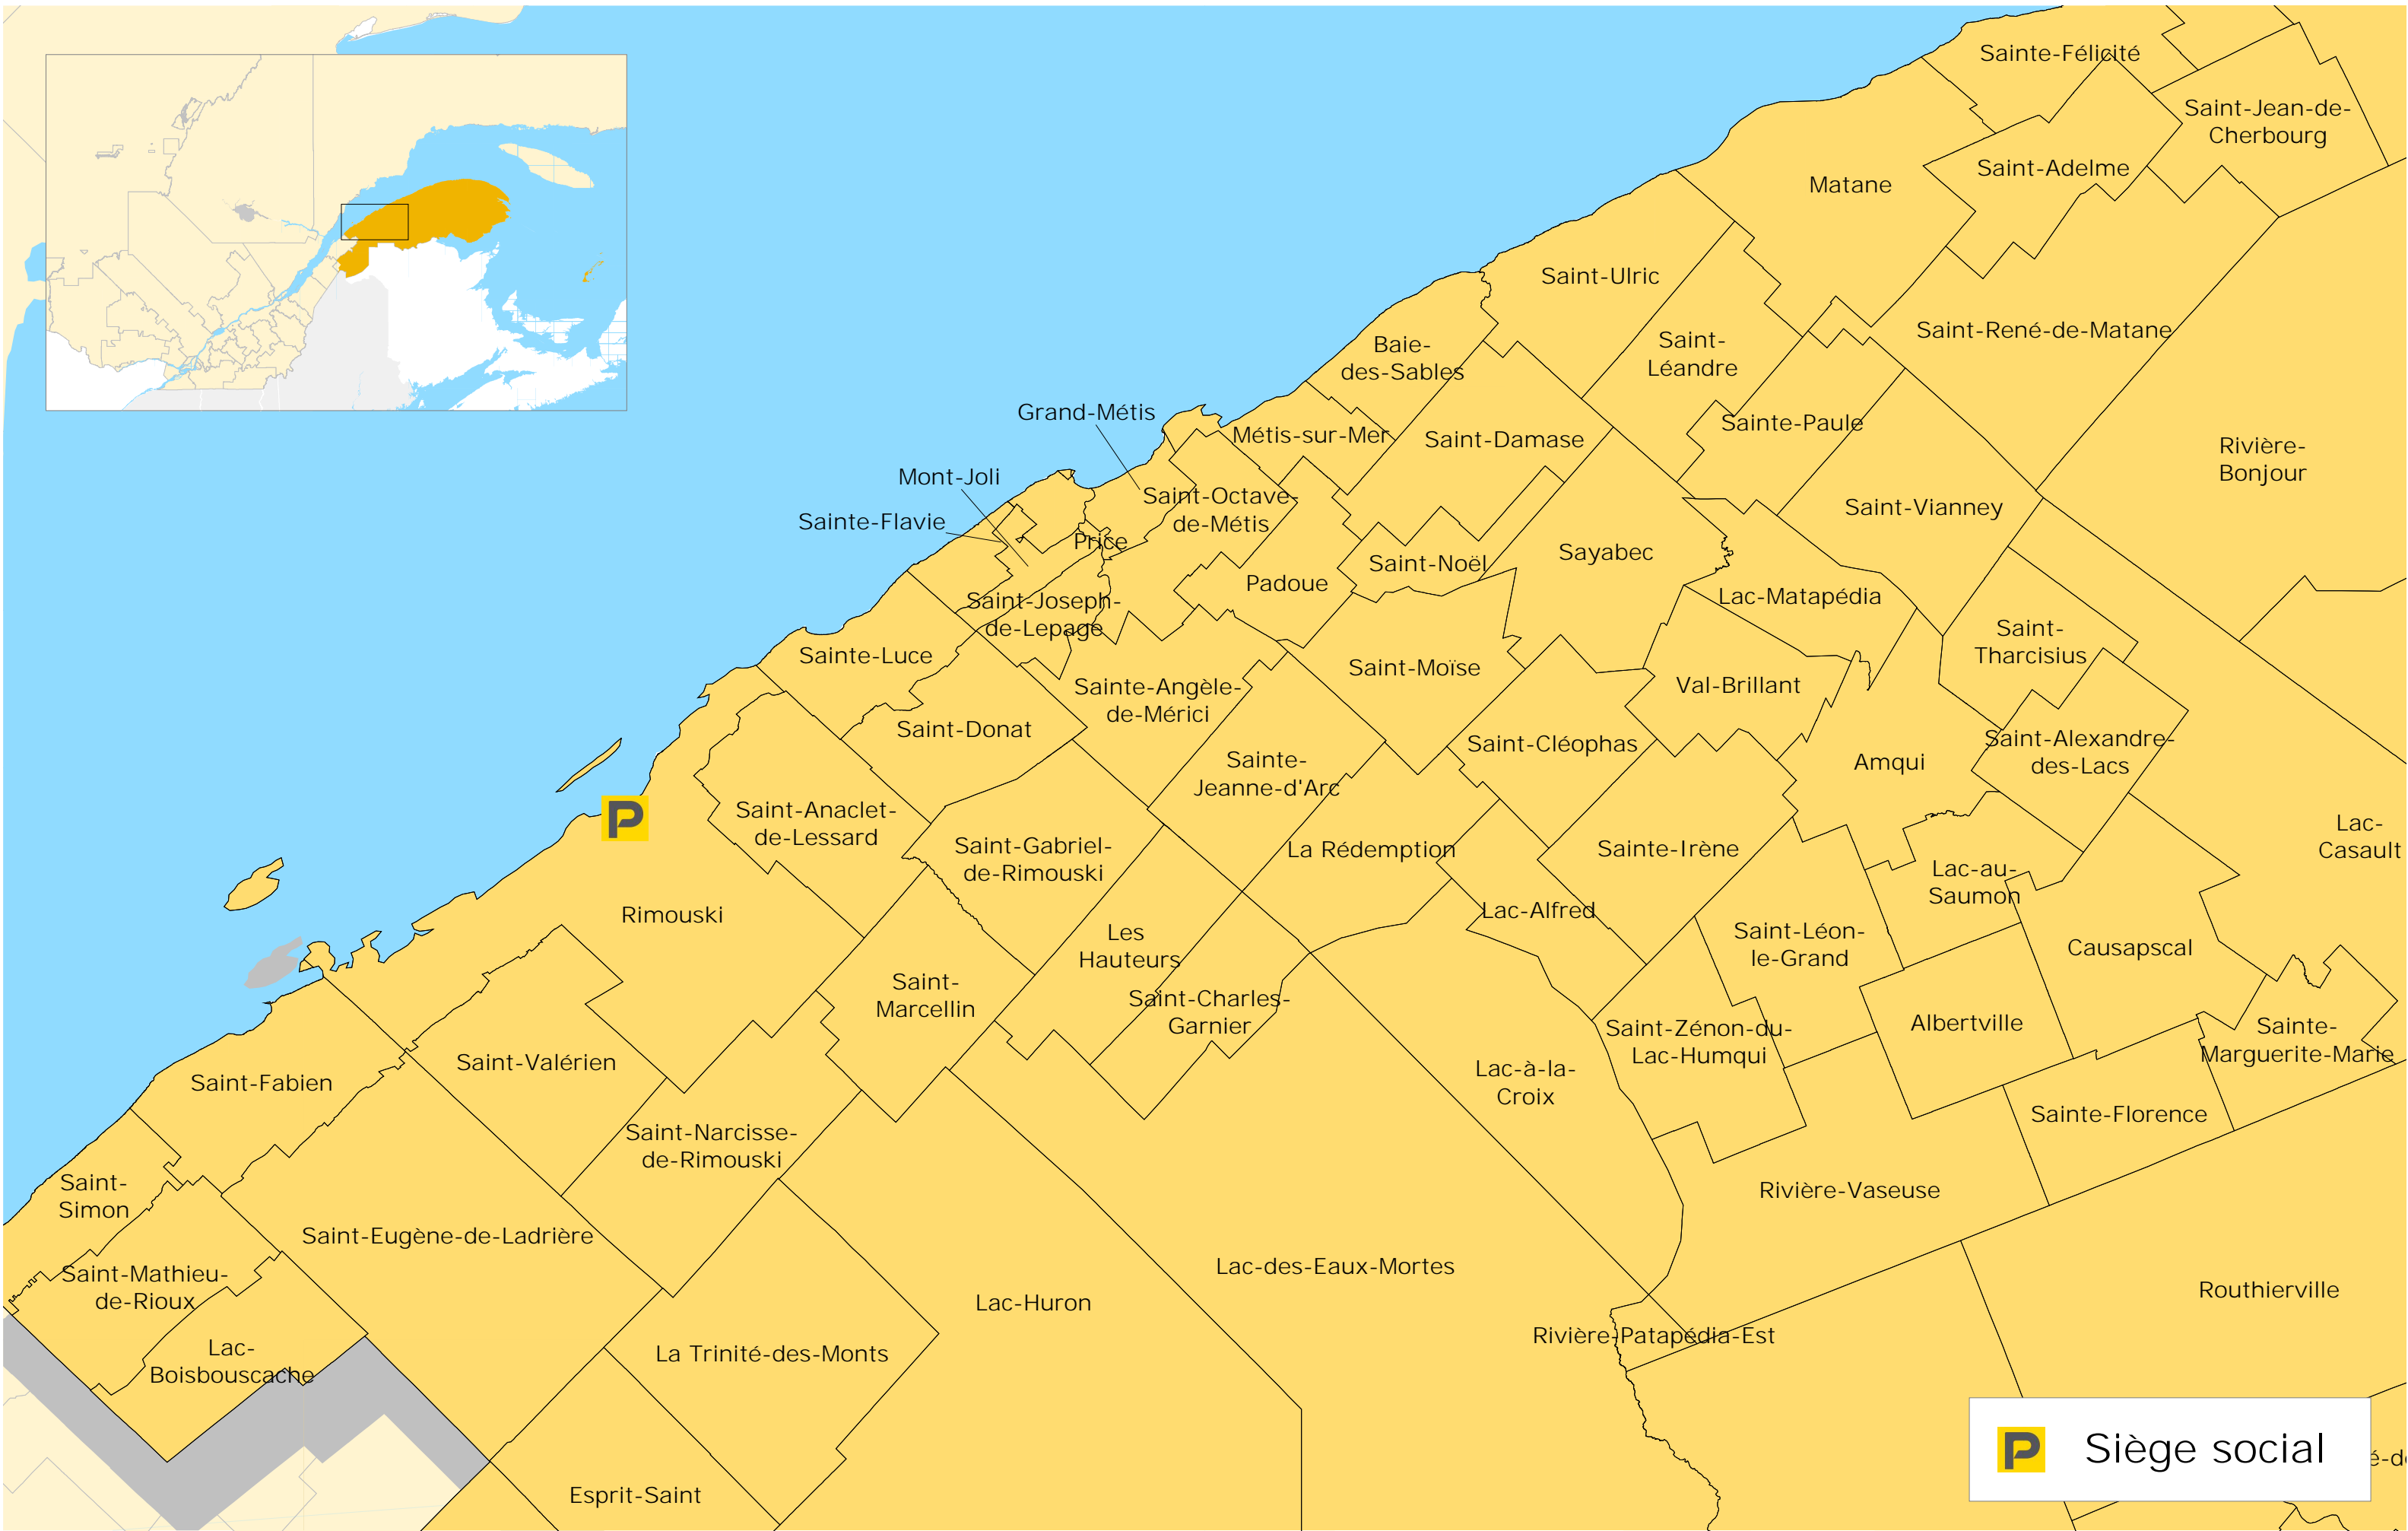 Sainte-Félicité
Saint-Jean-de-
Cherbourg
Saint-Adelme
Matane
Saint-Ulric
Saint-René-de-Matane
Baie-
des-Sables
Saint-
Léandre
Grand-Métis
Métis-sur-Mer
Saint-Damase
Sainte-Paule
Rivière-
Bonjour
Mont-Joli
Saint-Octave-
de-Métis
Saint-Vianney
Sainte-Flavie
Price
Saint-Noël
Sayabec
Padoue
Lac-Matapédia
Saint-Joseph-
de-Lepage
Saint-
Tharcisius
Sainte-Luce
Saint-Moïse
Val-Brillant
Sainte-Angèle-
de-Mérici
Saint-Donat
Saint-Cléophas
Saint-Alexandre-
des-Lacs
Sainte-
Jeanne-d'Arc
Amqui
P
Saint-Anaclet-
de-Lessard
Lac-
Casault
Saint-Gabriel-
de-Rimouski
La Rédemption
Sainte-Irène
Lac-au-
Saumon
Rimouski
Lac-Alfred
Les
Hauteurs
Saint-Léon-
le-Grand
Causapscal
Saint-
Marcellin
Saint-Charles-
Garnier
Saint-Zénon-du-
Lac-Humqui
Albertville
Sainte-
Marguerite-Marie
Saint-Valérien
Saint-Fabien
Lac-à-la-
Croix
Sainte-Florence
Saint-Narcisse-
de-Rimouski
Saint-
Simon
Rivière-Vaseuse
Saint-Eugène-de-Ladrière
Lac-des-Eaux-Mortes
Saint-Mathieu-
de-Rioux
Lac-Huron
Routhierville
Rivière-Patapédia-Est
Lac-
Boisbouscache
La Trinité-des-Monts
Esprit-Saint
P Siège social